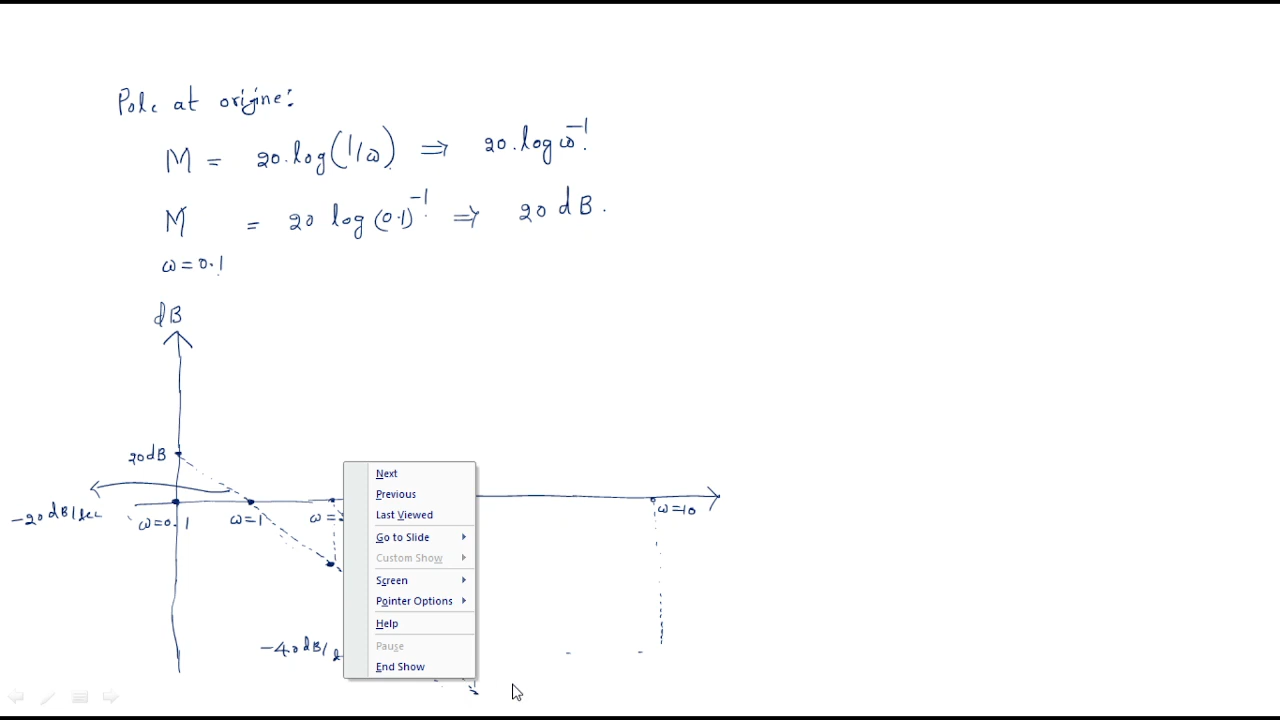 Pole at origine:
M = 20.log(1/ω) ⇒ 20.log ω⁻¹.
M = 20 log(0.1)⁻¹ ⇒ 20 dB.
ω=0.1
dB
20dB
-20dB/dec
ω=0.1
ω=1
ω=
ω=10
-40dB/d
Next
Previous
Last Viewed
Go to Slide
Custom Show
Screen
Pointer Options
Help
Pause
End Show